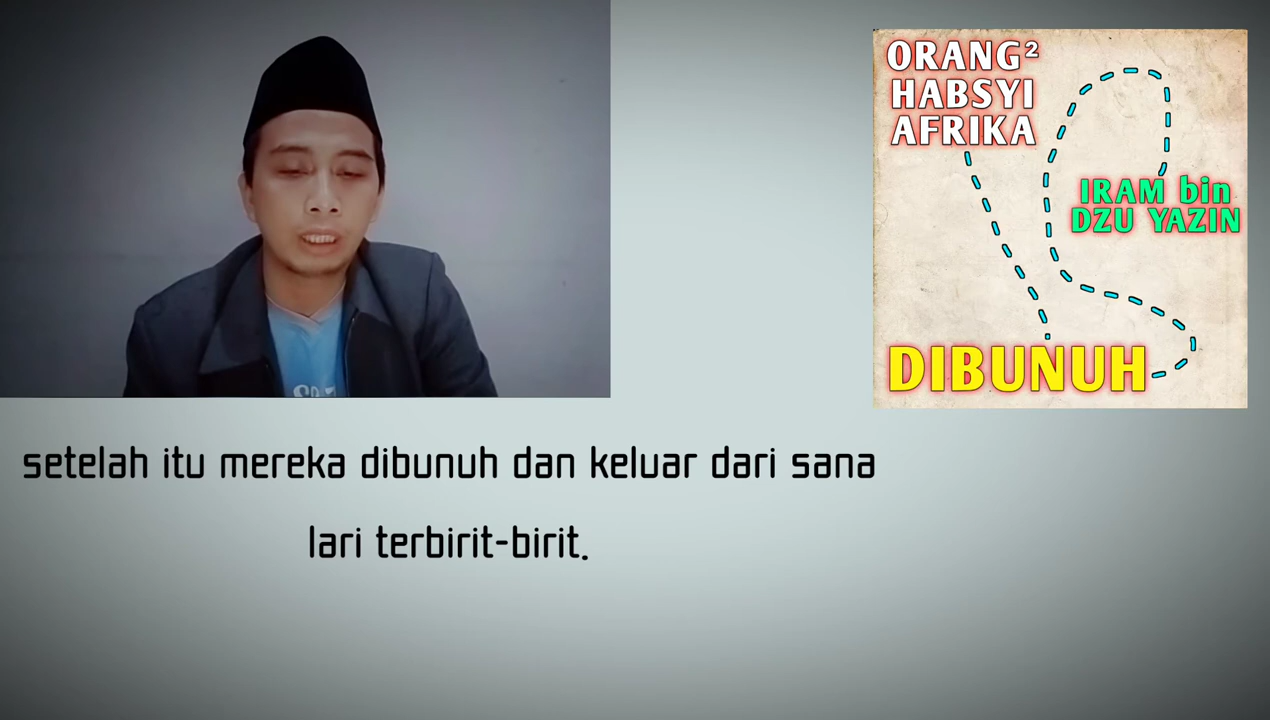 ORANG²
HABSYI
AFRIKA
IRAM bin
DZU YAZIN
DIBUNUH
setelah itu mereka dibunuh dan keluar dari sana
lari terbirit-birit.